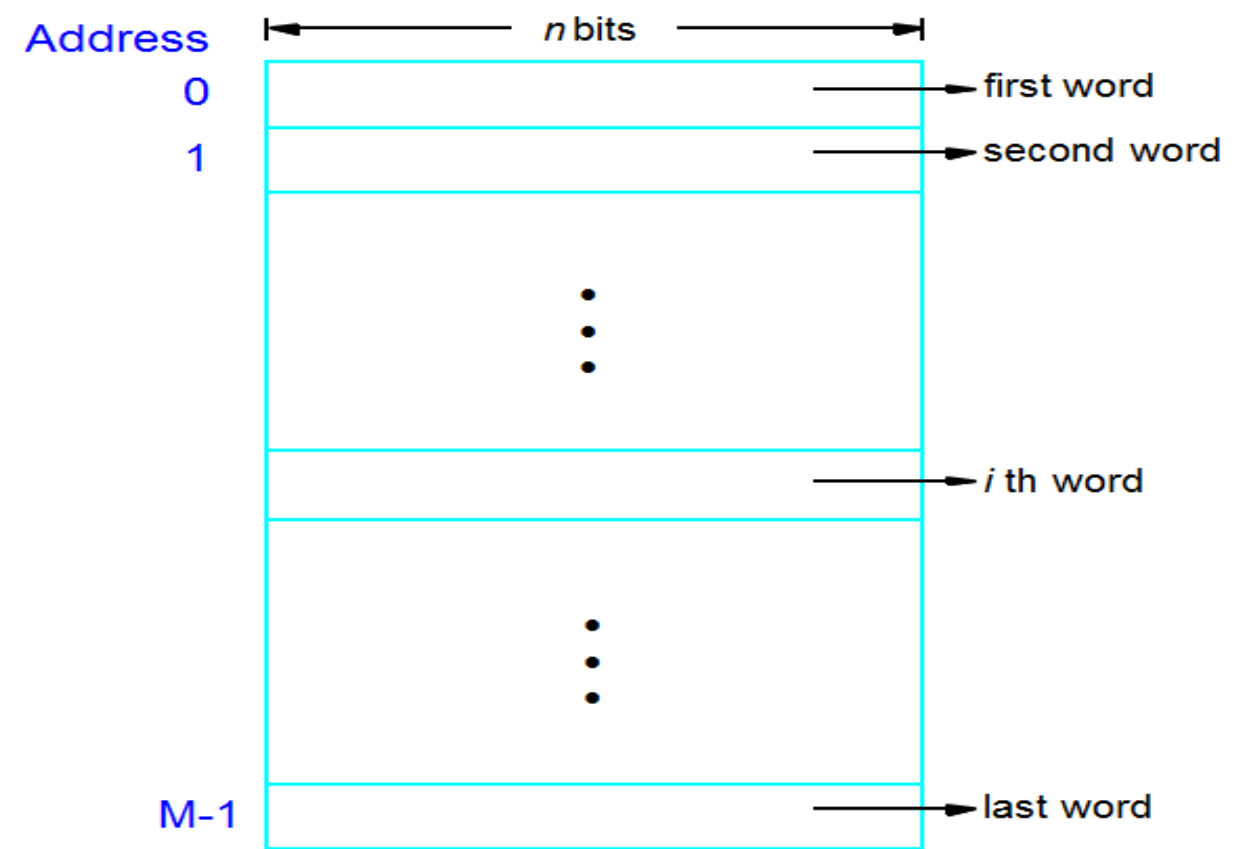 Address
n bits
0
first word
1
second word
i th word
M-1
last word